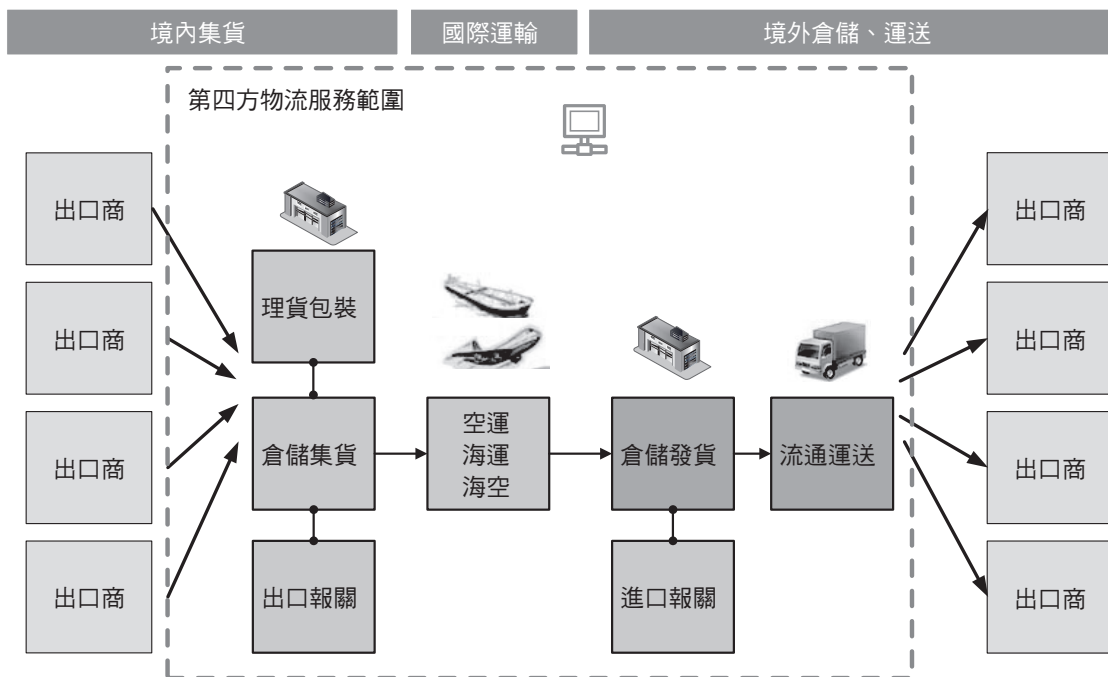 境內集貨
國際運輸
境外倉儲、運送
第四方物流服務範圍
出口商
出口商
出口商
出口商
理貨包裝
倉儲集貨
出口報關
空運
海運
海空
倉儲發貨
進口報關
流通運送
出口商
出口商
出口商
出口商